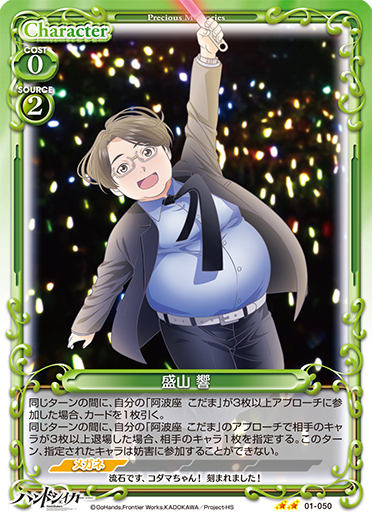 Precious Memories
Character
COST
0
SOURCE
2
盛山 響
同じターンの間に、自分の「阿波座 こだま」が3枚以上アプローチに参
加した場合、カードを1枚引く。
同じターンの間に、自分の「阿波座 こだま」のアプローチで相手のキャ
ラが3枚以上退場した場合、相手のキャラ1枚を指定する。このター
ン、指定されたキャラは妨害に参加することができない。
メガネ
流石です、コダマちゃん! 刻まれました!
ハンドシェイカー
©GoHands,Frontier Works,KADOKAWA/Project-HS
01-050